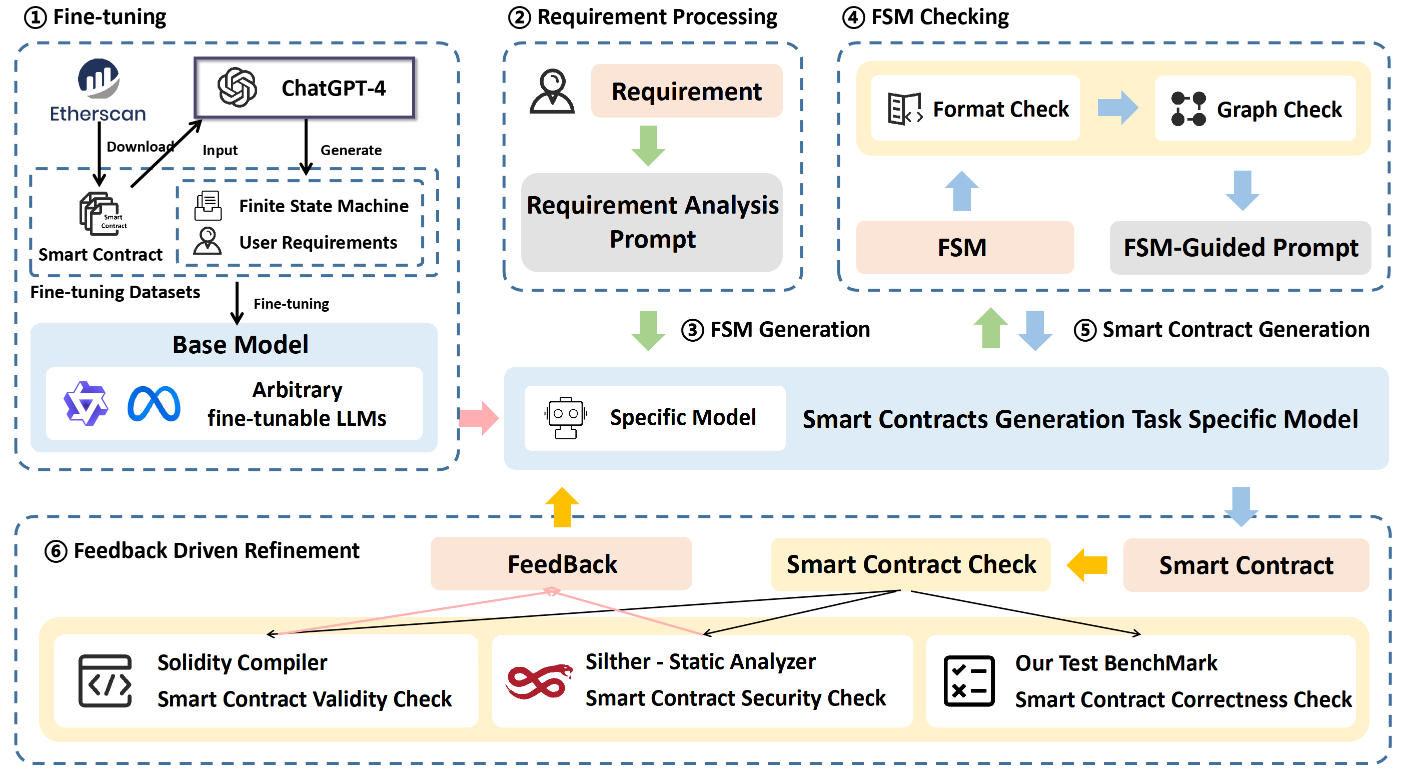 ① Fine-tuning
Etherscan
ChatGPT-4
Download
Input
Generate
Smart
Contract
Smart Contract
Finite State Machine
User Requirements
Fine-tuning Datasets
Fine-tuning
Base Model
Arbitrary
fine-tunable LLMs
② Requirement Processing
Requirement
Requirement Analysis
Prompt
③ FSM Generation
④ FSM Checking
Format Check
Graph Check
FSM
FSM-Guided Prompt
⑤ Smart Contract Generation
Specific Model
Smart Contracts Generation Task Specific Model
⑥ Feedback Driven Refinement
FeedBack
Smart Contract Check
Smart Contract
Solidity Compiler
Smart Contract Validity Check
Silther - Static Analyzer
Smart Contract Security Check
Our Test BenchMark
Smart Contract Correctness Check